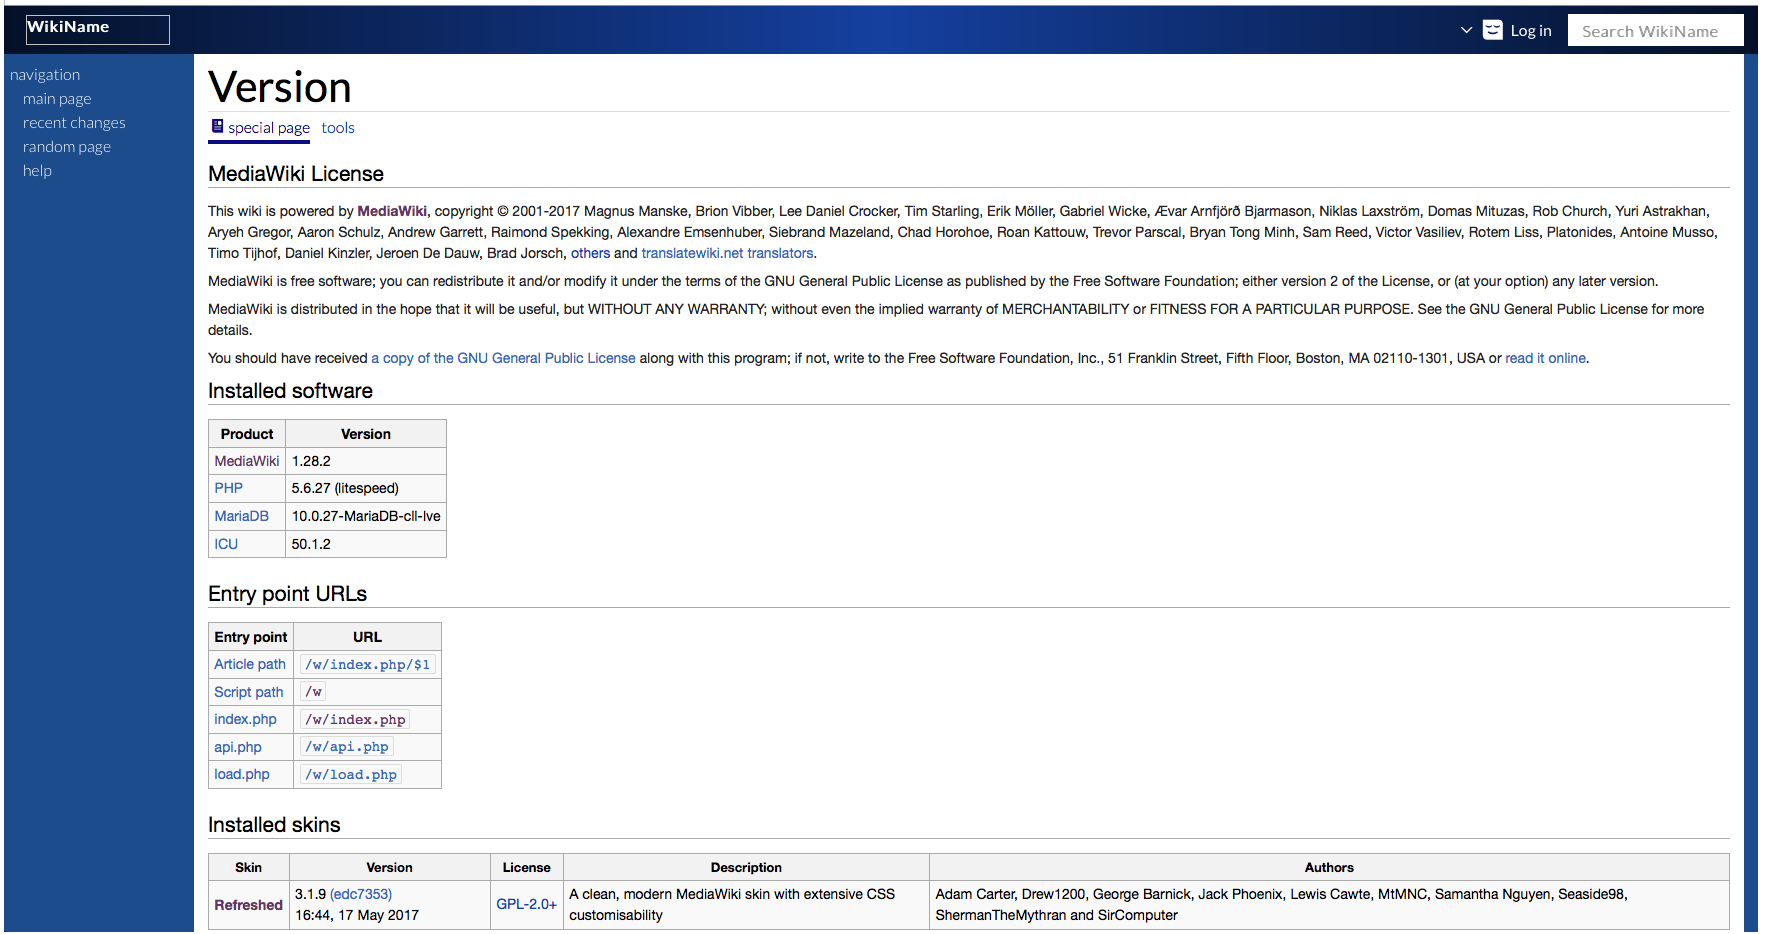 WikiName
Log in
Search WikiName
navigation
main page
recent changes
random page
help
Version
special page tools
MediaWiki License
This wiki is powered by MediaWiki, copyright © 2001-2017 Magnus Manske, Brion Vibber, Lee Daniel Crocker, Tim Starling, Erik Möller, Gabriel Wicke, Ævar Arnfjörð Bjarmason, Niklas Laxström, Domas Mituzas, Rob Church, Yuri Astrakhan,
Aryeh Gregor, Aaron Schulz, Andrew Garrett, Raimond Spekking, Alexandre Emsenhuber, Siebrand Mazeland, Chad Horohoe, Roan Kattouw, Trevor Parscal, Bryan Tong Minh, Sam Reed, Victor Vasiliev, Rotem Liss, Platonides, Antoine Musso,
Timo Tijhof, Daniel Kinzler, Jeroen De Dauw, Brad Jorsch, others and translatewiki.net translators.
MediaWiki is free software; you can redistribute it and/or modify it under the terms of the GNU General Public License as published by the Free Software Foundation; either version 2 of the License, or (at your option) any later version.
MediaWiki is distributed in the hope that it will be useful, but WITHOUT ANY WARRANTY; without even the implied warranty of MERCHANTABILITY or FITNESS FOR A PARTICULAR PURPOSE. See the GNU General Public License for more
details.
You should have received a copy of the GNU General Public License along with this program; if not, write to the Free Software Foundation, Inc., 51 Franklin Street, Fifth Floor, Boston, MA 02110-1301, USA or read it online.
Installed software
Product Version
MediaWiki 1.28.2
PHP 5.6.27 (litespeed)
MariaDB 10.0.27-MariaDB-cll-lve
ICU 50.1.2
Entry point URLs
Entry point URL
Article path /w/index.php/$1
Script path /w
index.php /w/index.php
api.php /w/api.php
load.php /w/load.php
Installed skins
Skin Version License Description Authors
Refreshed 3.1.9 (edc7353) GPL-2.0+ A clean, modern MediaWiki skin with extensive CSS Adam Carter, Drew1200, George Barnick, Jack Phoenix, Lewis Cawte, MtMNC, Samantha Nguyen, Seaside98,
16:44, 17 May 2017 customisability ShermanTheMythran and SirComputer